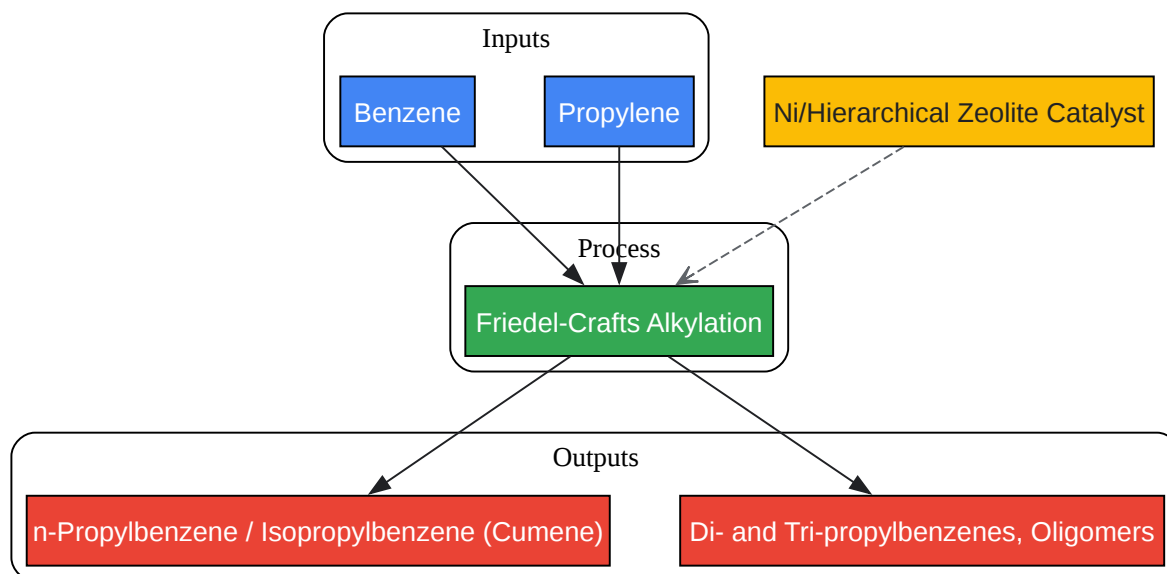 Inputs
Benzene
Propylene
Ni/Hierarchical Zeolite Catalyst
Process
Friedel-Crafts Alkylation
Outputs
n-Propylbenzene / Isopropylbenzene (Cumene)
Di- and Tri-propylbenzenes, Oligomers